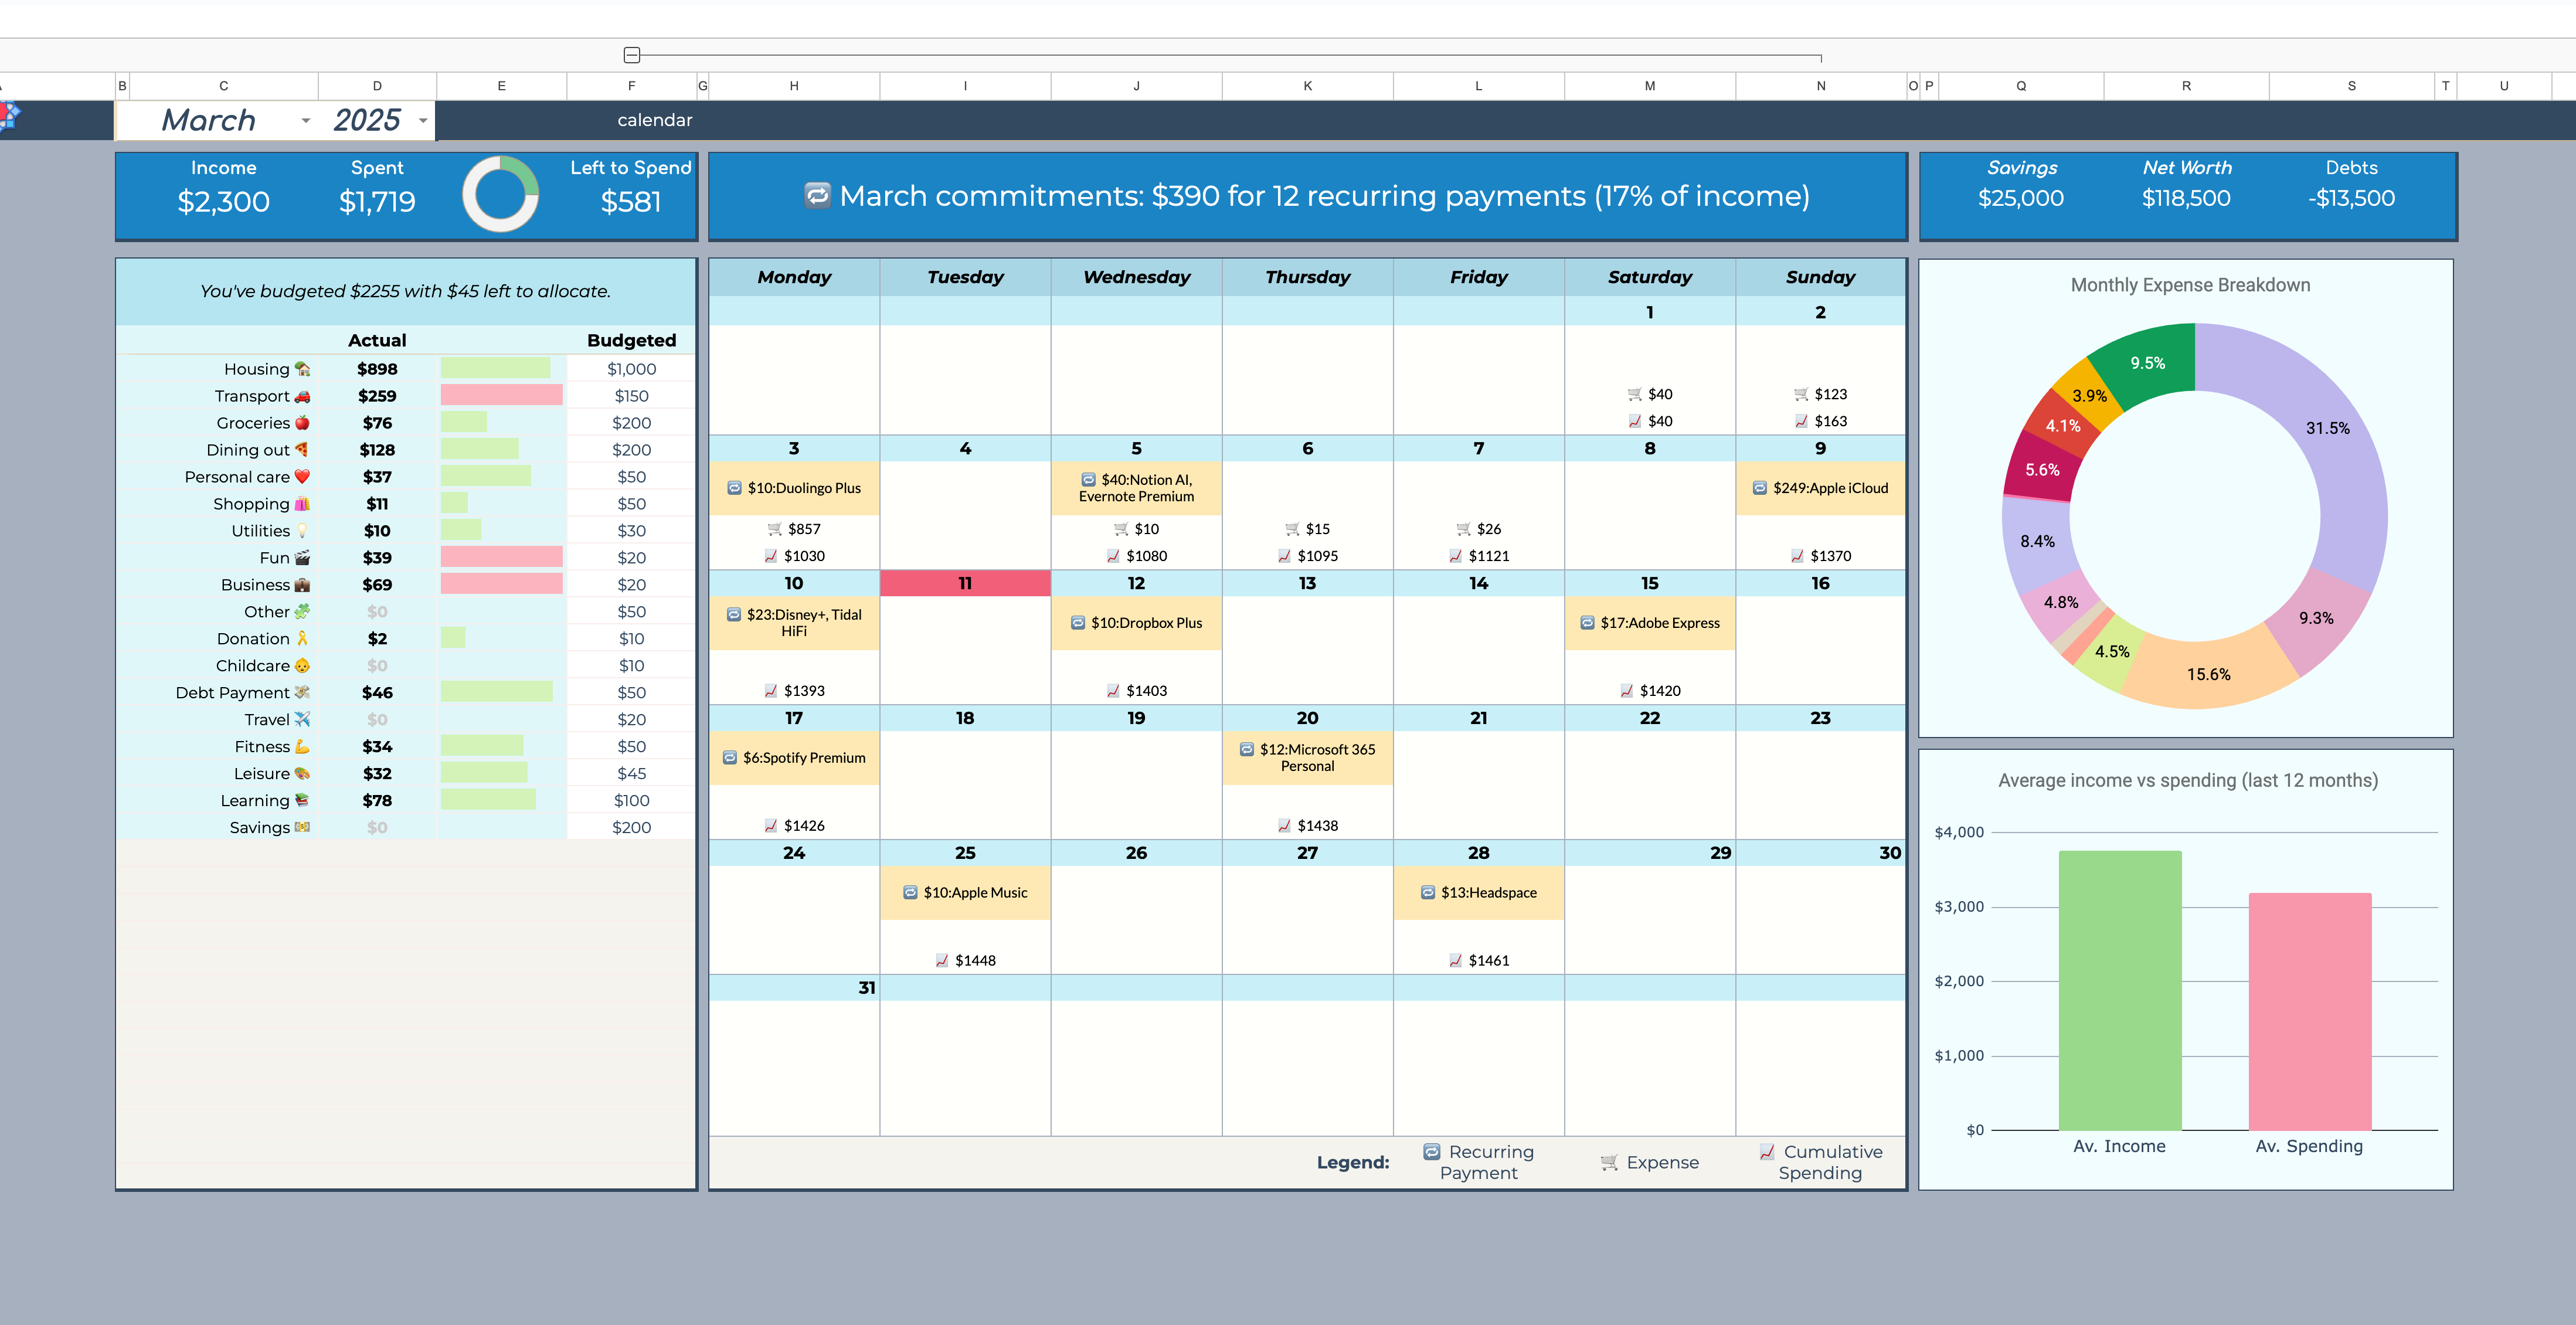 B C D E F G H I J K L M N O P Q R S T U
March 2025 calendar
Income Spent Left to Spend
$2,300 $1,719 $581
🔁 March commitments: $390 for 12 recurring payments (17% of income)
Savings Net Worth Debts
$25,000 $118,500 -$13,500
You've budgeted $2255 with $45 left to allocate.
Actual Budgeted
Housing 🏡 $898 $1,000
Transport 🚗 $259 $150
Groceries 🍎 $76 $200
Dining out 🍕 $128 $200
Personal care ❤️ $37 $50
Shopping 🛍️ $11 $50
Utilities 💡 $10 $30
Fun 🎬 $39 $20
Business 💼 $69 $20
Other 💸 $0 $50
Donation 🎗️ $2 $10
Childcare 👶 $0 $10
Debt Payment 💸 $46 $50
Travel ✈️ $0 $20
Fitness 💪 $34 $50
Leisure 🎨 $32 $45
Learning 📚 $78 $100
Savings 💵 $0 $200
Monday Tuesday Wednesday Thursday Friday Saturday Sunday
1 2
🛒 $40 🛒 $123
📈 $40 📈 $163
3 4 5 6 7 8 9
🔁 $10:Duolingo Plus
🔁 $40:Notion AI,
Evernote Premium
🔁 $249:Apple iCloud
🛒 $857 🛒 $10 🛒 $15 🛒 $26
📈 $1030 📈 $1080 📈 $1095 📈 $1121 📈 $1370
10 11 12 13 14 15 16
🔁 $23:Disney+, Tidal
HiFi
🔁 $10:Dropbox Plus
🔁 $17:Adobe Express
📈 $1393 📈 $1403 📈 $1420
17 18 19 20 21 22 23
🔁 $6:Spotify Premium
🔁 $12:Microsoft 365
Personal
📈 $1426 📈 $1438
24 25 26 27 28 29 30
🔁 $10:Apple Music 🔁 $13:Headspace
📈 $1448 📈 $1461
31
Legend:
🔁 Recurring
Payment
🛒 Expense
📈 Cumulative
Spending
Monthly Expense Breakdown
31.5%
9.3%
15.6%
4.5%
4.8%
8.4%
5.6%
4.1%
3.9%
9.5%
Average income vs spending (last 12 months)
$4,000
$3,000
$2,000
$1,000
$0
Av. Income Av. Spending